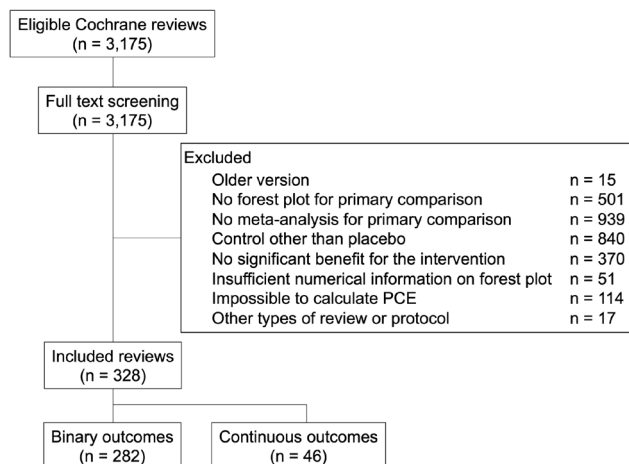 Eligible Cochrane reviews
(n = 3,175)
Full text screening
(n = 3,175)
Excluded
Older version n = 15
No forest plot for primary comparison n = 501
No meta-analysis for primary comparison n = 939
Control other than placebo n = 840
No significant benefit for the intervention n = 370
Insufficient numerical information on forest plot n = 51
Impossible to calculate PCE n = 114
Other types of review or protocol n = 17
Included reviews
(n = 328)
Binary outcomes
(n = 282)
Continuous outcomes
(n = 46)